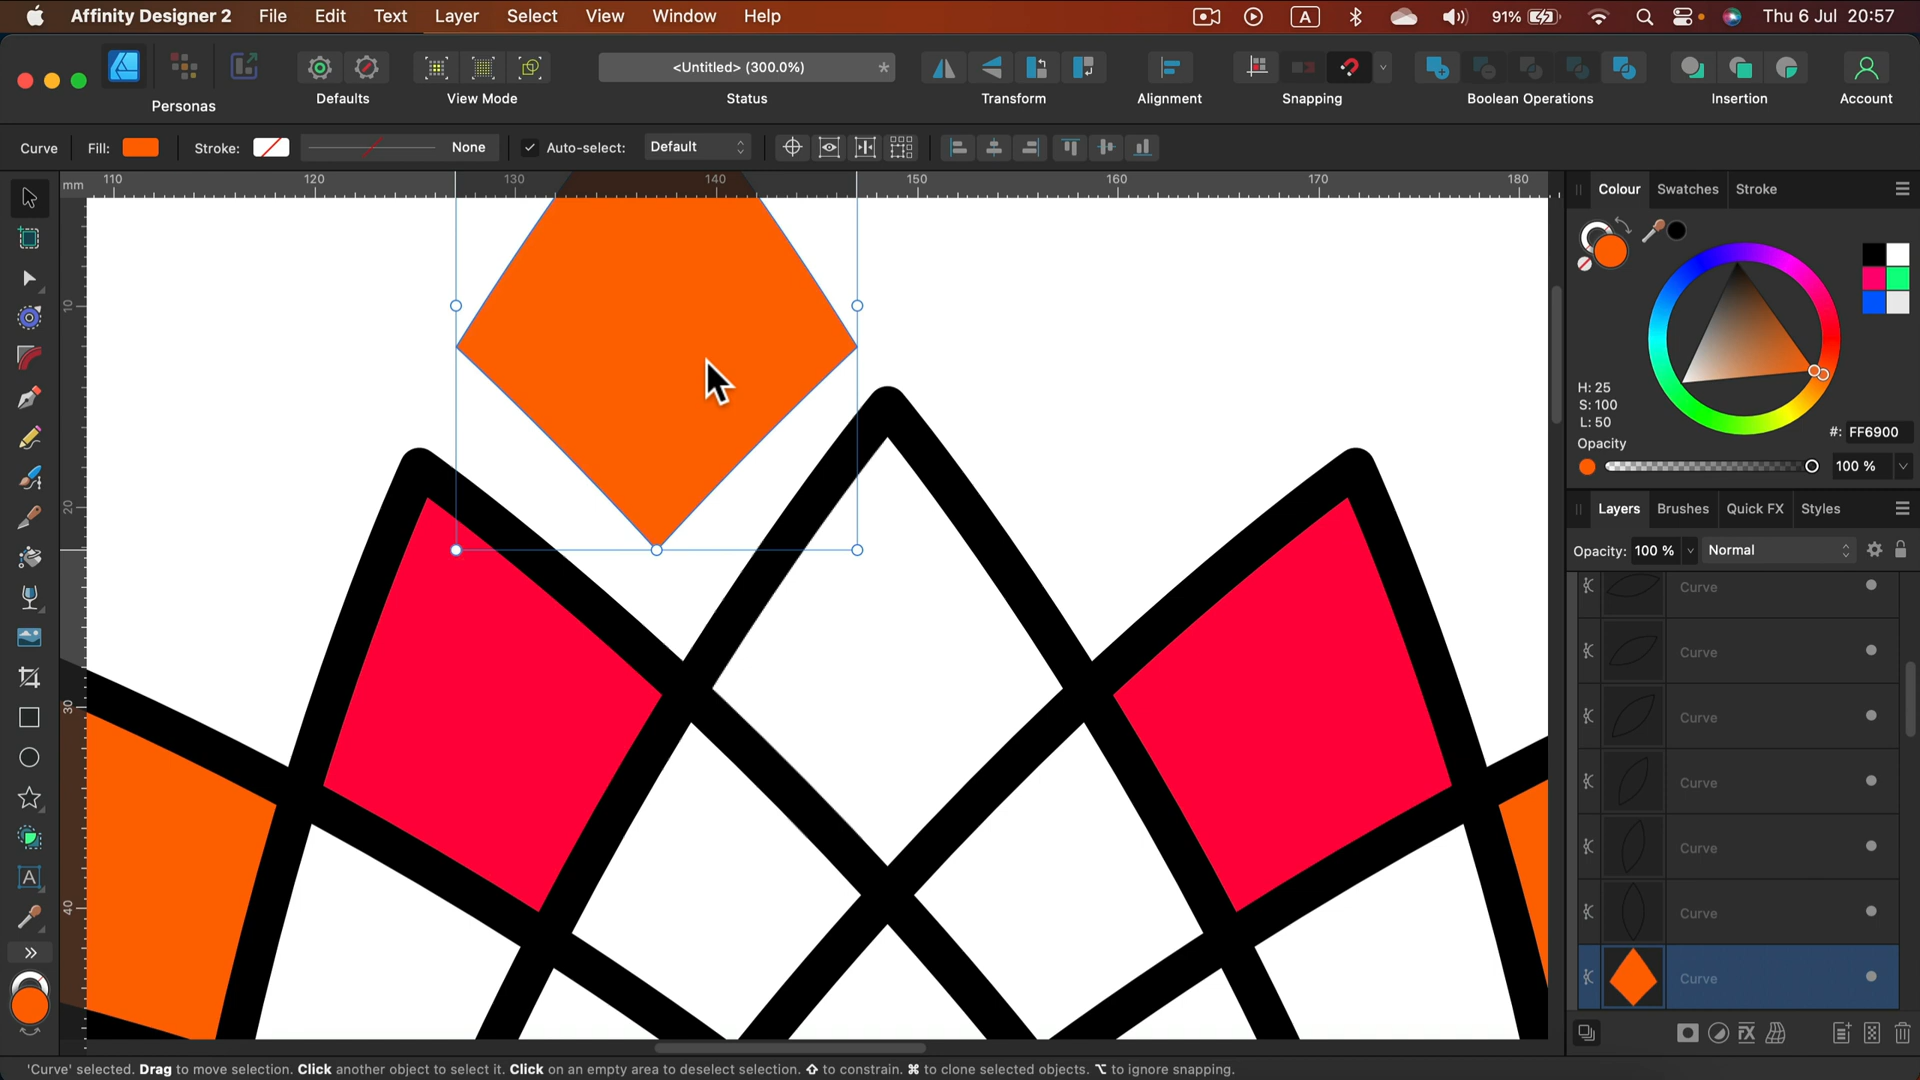 Affinity Designer 2 File Edit Text Layer Select View Window Help A 91% Thu 6 Jul 20:57
<Untitled> (300.0%) *
Personas Defaults View Mode Status Transform Alignment Snapping Boolean Operations Insertion Account
Curve Fill: Stroke: None Auto-select: Default
mm 110 120 130 140 150 160 170 180
10
20
30
40
A
Colour Swatches Stroke
H: 25
S: 100
L: 50
#: FF6900
Opacity
100 %
Layers Brushes Quick FX Styles
Opacity: 100 % Normal
Curve
Curve
Curve
Curve
Curve
Curve
Curve
FX
'Curve' selected. Drag to move selection. Click another object to select it. Click on an empty area to deselect selection. ⇧ to constrain. ⌘ to clone selected objects. ⌥ to ignore snapping.